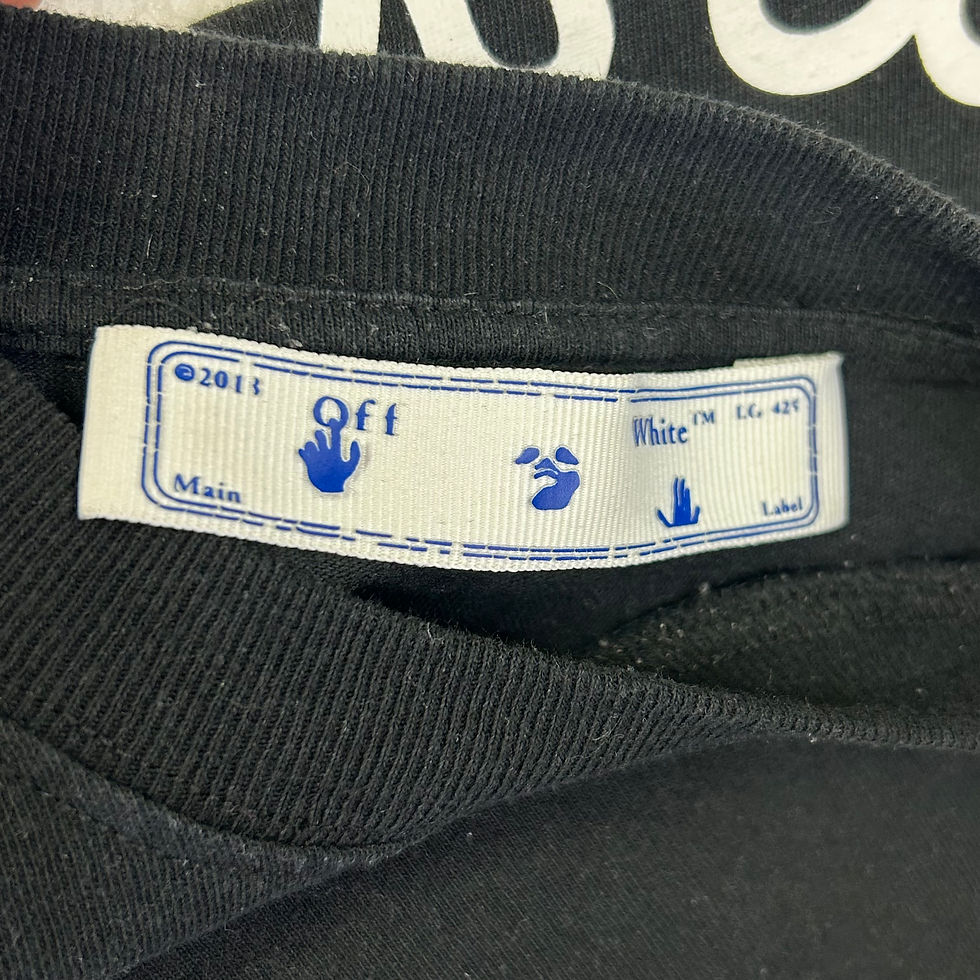 ©2013
Off White™ LG 425
Main Label